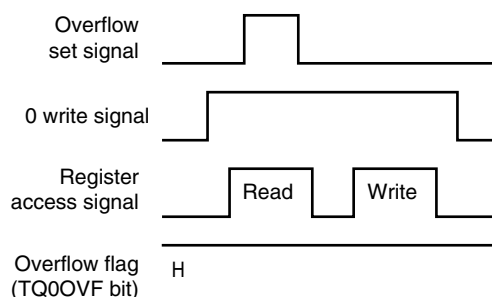 Overflow
set signal
0 write signal
Register
access signal
Read
Write
Overflow flag
(TQ0OVF bit)
H